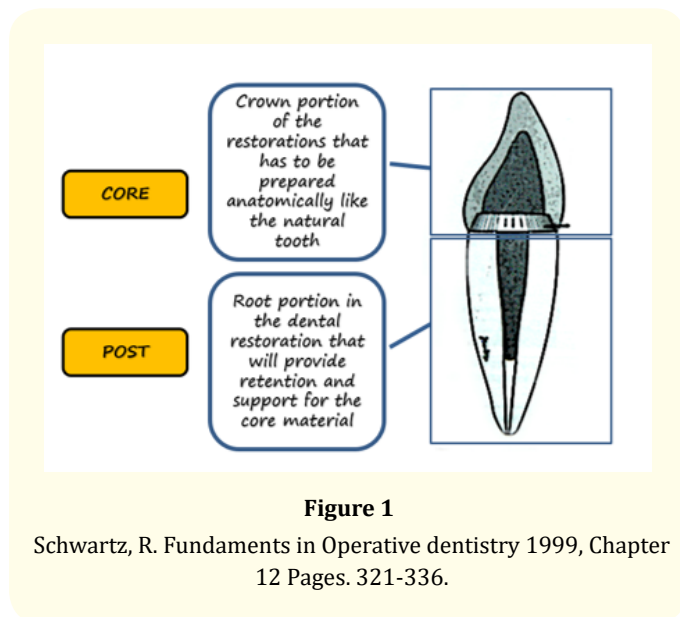 CORE
Crown portion
of the
restorations that
has to be
prepared
anatomically like
the natural
tooth
POST
Root portion in
the dental
restoration that
will provide
retention and
support for the
core material
Figure 1
Schwartz, R. Fundaments in Operative dentistry 1999, Chapter
12 Pages. 321-336.